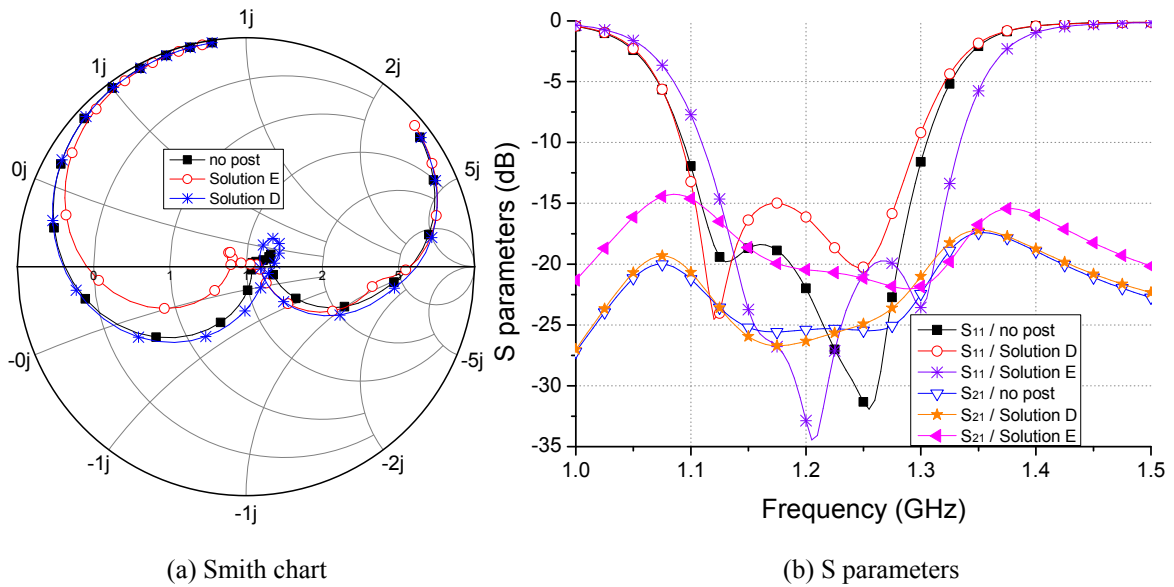 1j
1j
2j
0j
5j
no post
Solution E
Solution D
0
1
2
5
-0j
-5j
-1j
-2j
-1j
(a) Smith chart
0
-5
-10
-15
-20
-25
-30
-35
S parameters (dB)
S11 / no post
S11 / Solution D
S11 / Solution E
S21 / no post
S21 / Solution D
S21 / Solution E
1.0 1.1 1.2 1.3 1.4 1.5
Frequency (GHz)
(b) S parameters